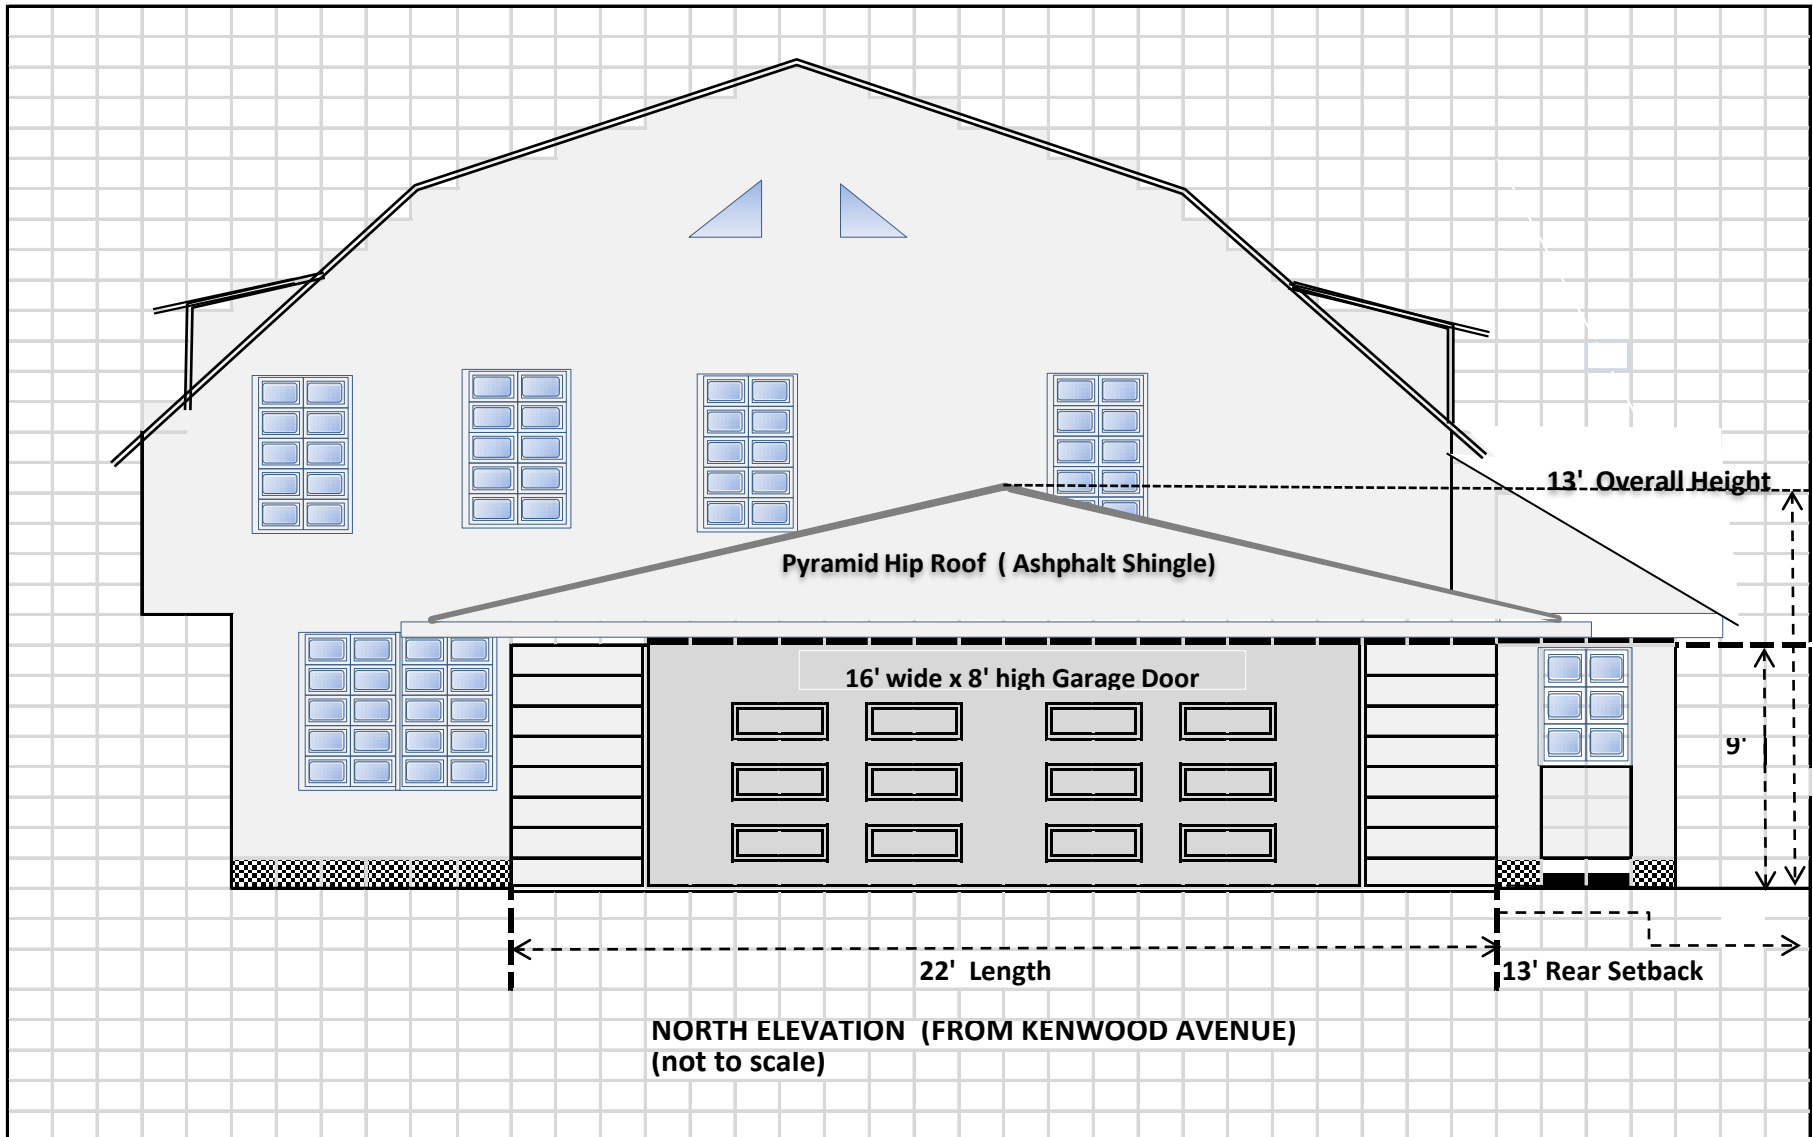 13' Overall Height
Pyramid Hip Roof ( Ashphalt Shingle)
16' wide x 8' high Garage Door
9'
22' Length
13' Rear Setback
NORTH ELEVATION (FROM KENWOOD AVENUE)
(not to scale)